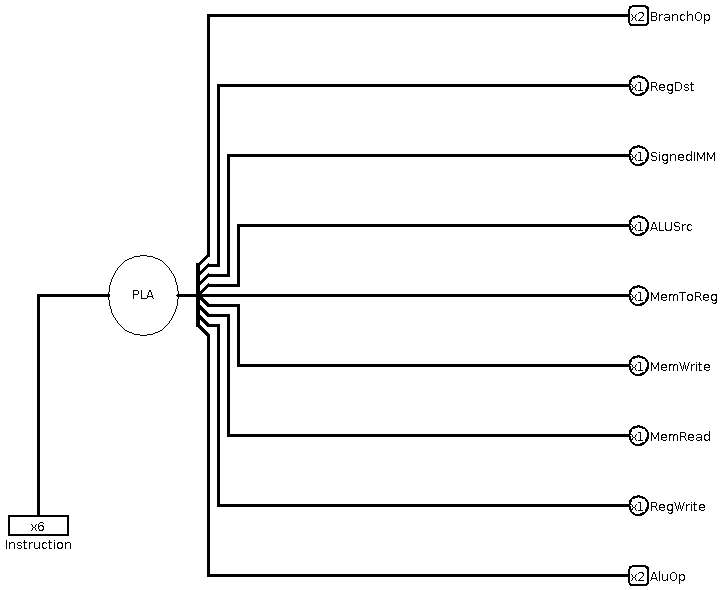 x2 BranchOp
x1 RegDst
x1 SignedIMM
x1 ALUSrc
PLA
x1 MemToReg
x1 MemWrite
x1 MemRead
x1 RegWrite
x6
Instruction
x2 AluOp